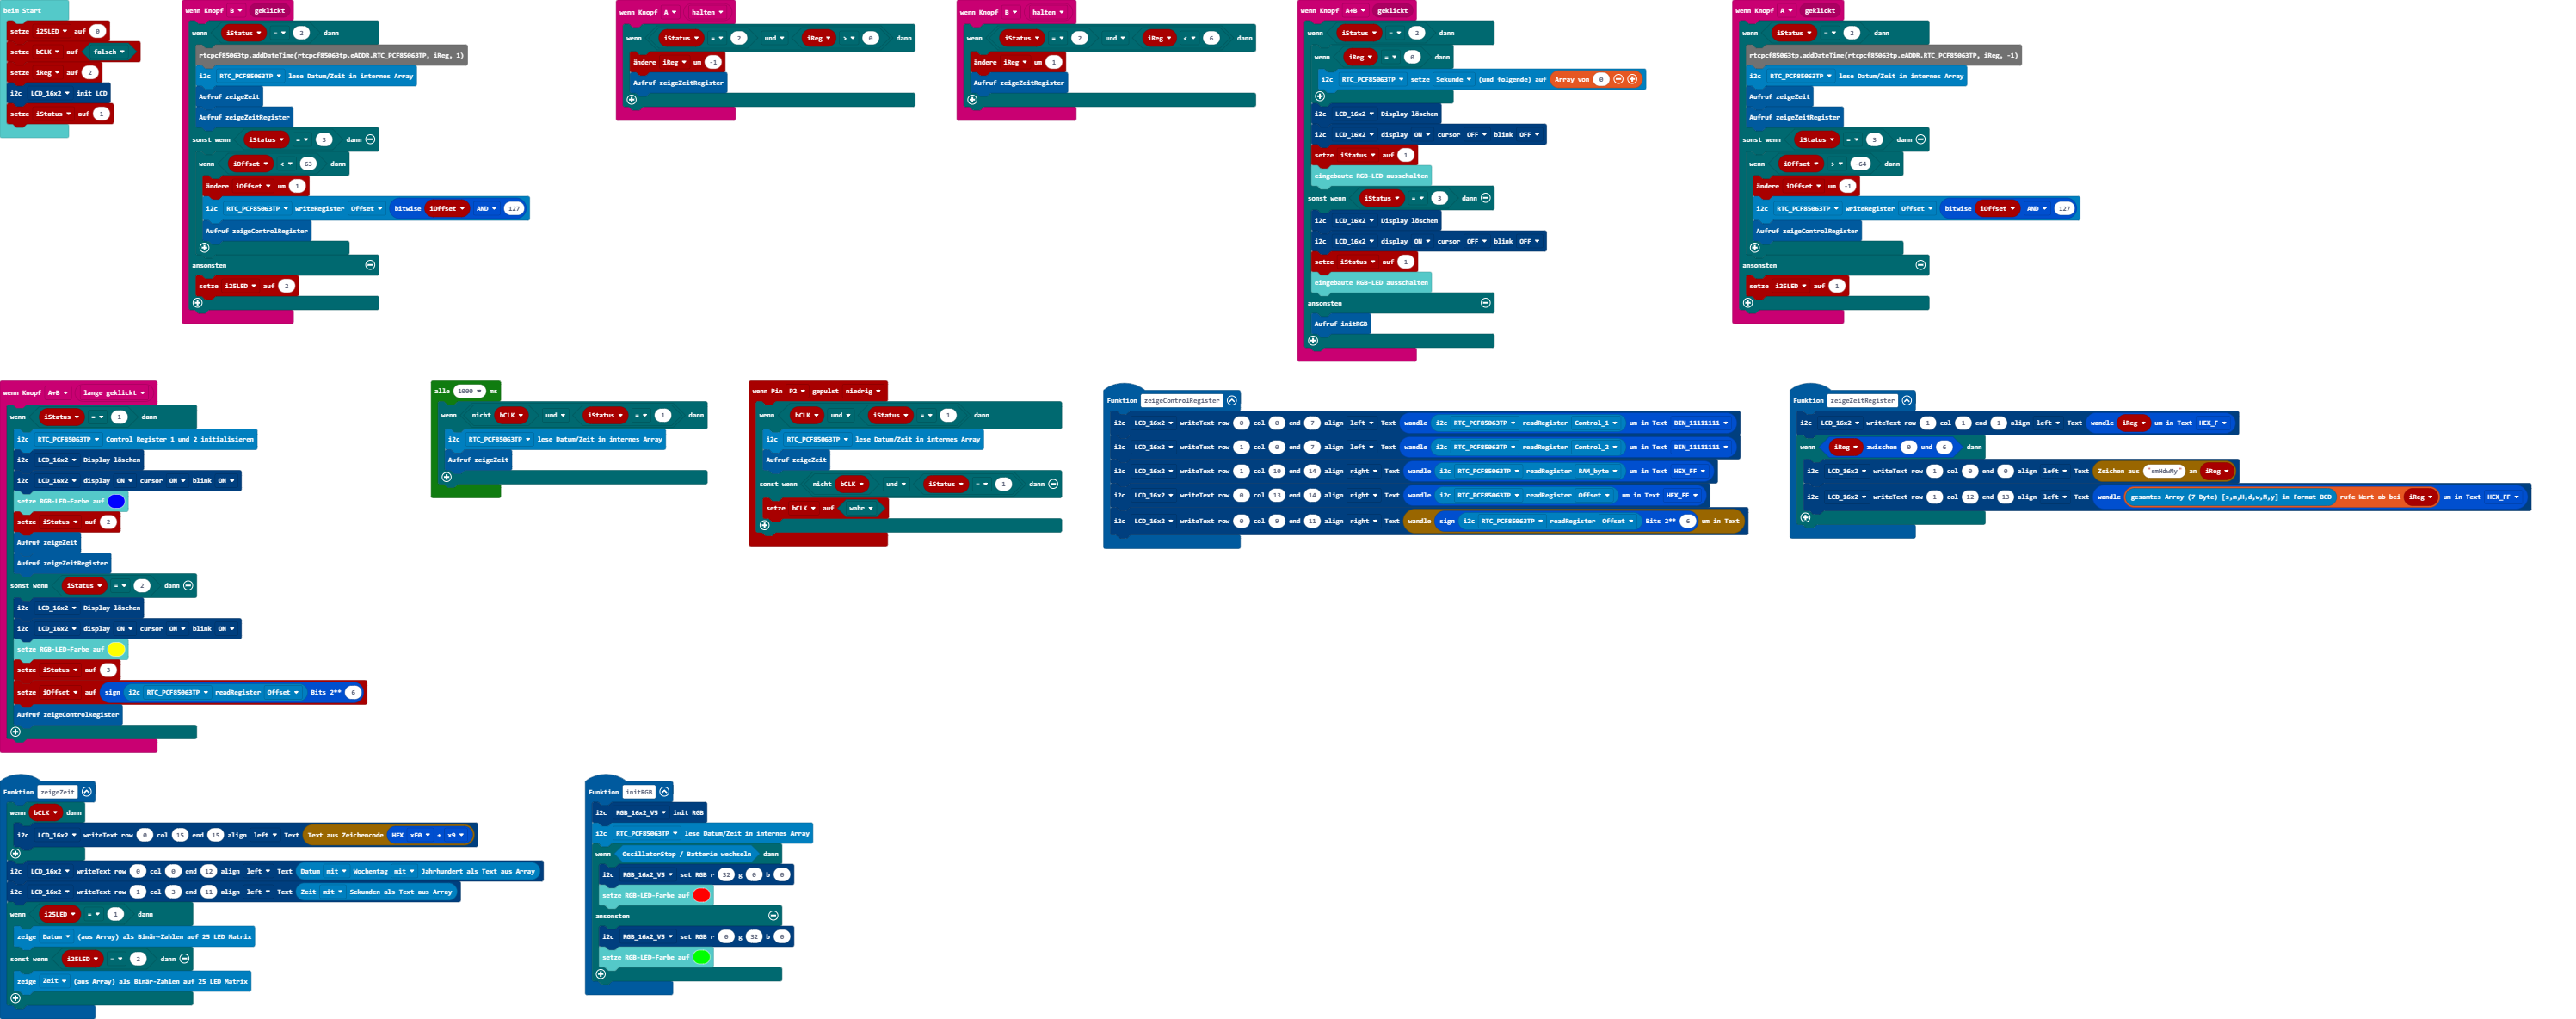 beim Start
setze i25LED auf 0
setze bCLK auf falsch
setze iReg auf 2
i2c LCD_16x2 init LCD
setze iStatus auf 1
wenn Knopf B geklickt
wenn iStatus = 2 dann
rtcpcf85063tp.addDateTime(rtcpcf85063tp.eADDR.RTC_PCF85063TP, iReg, 1)
i2c RTC_PCF85063TP lese Datum/Zeit in internes Array
Aufruf zeigeZeit
Aufruf zeigeZeitRegister
sonst wenn iStatus = 3 dann
wenn iOffset < 63 dann
ändere iOffset um 1
i2c RTC_PCF85063TP writeRegister Offset bitwise iOffset AND 127
Aufruf zeigeControlRegister
ansonsten
setze i25LED auf 2
wenn Knopf A halten
wenn iStatus = 2 und iReg > 0 dann
ändere iReg um -1
Aufruf zeigeZeitRegister
wenn Knopf B halten
wenn iStatus = 2 und iReg < 6 dann
ändere iReg um 1
Aufruf zeigeZeitRegister
wenn Knopf A+B geklickt
wenn iStatus = 2 dann
wenn iReg = 0 dann
i2c RTC_PCF85063TP setze Sekunde (und folgende) auf Array von 0
i2c LCD_16x2 Display löschen
i2c LCD_16x2 display ON cursor OFF blink OFF
setze iStatus auf 1
eingebaute RGB-LED ausschalten
sonst wenn iStatus = 3 dann
i2c LCD_16x2 Display löschen
i2c LCD_16x2 display ON cursor OFF blink OFF
setze iStatus auf 1
eingebaute RGB-LED ausschalten
ansonsten
Aufruf initRGB
wenn Knopf A geklickt
wenn iStatus = 2 dann
rtcpcf85063tp.addDateTime(rtcpcf85063tp.eADDR.RTC_PCF85063TP, iReg, -1)
i2c RTC_PCF85063TP lese Datum/Zeit in internes Array
Aufruf zeigeZeit
Aufruf zeigeZeitRegister
sonst wenn iStatus = 3 dann
wenn iOffset > -64 dann
ändere iOffset um -1
i2c RTC_PCF85063TP writeRegister Offset bitwise iOffset AND 127
Aufruf zeigeControlRegister
ansonsten
setze i25LED auf 1
wenn Knopf A+B lange geklickt
wenn iStatus = 1 dann
i2c RTC_PCF85063TP Control Register 1 und 2 initialisieren
i2c LCD_16x2 Display löschen
i2c LCD_16x2 display ON cursor ON blink ON
setze RGB-LED-Farbe auf
setze iStatus auf 2
Aufruf zeigeZeit
Aufruf zeigeZeitRegister
sonst wenn iStatus = 2 dann
i2c LCD_16x2 Display löschen
i2c LCD_16x2 display ON cursor ON blink ON
setze RGB-LED-Farbe auf
setze iStatus auf 3
setze iOffset auf sign i2c RTC_PCF85063TP readRegister Offset Bits 2** 6
Aufruf zeigeControlRegister
alle 1000 ms
wenn nicht bCLK und iStatus = 1 dann
i2c RTC_PCF85063TP lese Datum/Zeit in internes Array
Aufruf zeigeZeit
wenn Pin P2 gepulst niedrig
wenn bCLK und iStatus = 1 dann
i2c RTC_PCF85063TP lese Datum/Zeit in internes Array
Aufruf zeigeZeit
sonst wenn nicht bCLK und iStatus = 1 dann
setze bCLK auf wahr
Funktion zeigeControlRegister
i2c LCD_16x2 writeText row 0 col 0 end 7 align left Text wandle i2c RTC_PCF85063TP readRegister Control_1 um in Text BIN_11111111
i2c LCD_16x2 writeText row 1 col 0 end 7 align left Text wandle i2c RTC_PCF85063TP readRegister Control_2 um in Text BIN_11111111
i2c LCD_16x2 writeText row 1 col 10 end 14 align right Text wandle i2c RTC_PCF85063TP readRegister RAM_byte um in Text HEX_FF
i2c LCD_16x2 writeText row 0 col 13 end 14 align right Text wandle i2c RTC_PCF85063TP readRegister Offset um in Text HEX_FF
i2c LCD_16x2 writeText row 0 col 9 end 11 align right Text wandle sign i2c RTC_PCF85063TP readRegister Offset Bits 2** 6 um in Text
Funktion zeigeZeitRegister
i2c LCD_16x2 writeText row 1 col 1 end 1 align left Text wandle iReg um in Text HEX_F
wenn iReg zwischen 0 und 6 dann
i2c LCD_16x2 writeText row 1 col 0 end 0 align left Text Zeichen aus "smHdwMy" an iReg
i2c LCD_16x2 writeText row 1 col 12 end 13 align left Text wandle gesamtes Array (7 Byte) [s,m,H,d,w,M,y] im Format BCD rufe Wert ab bei iReg um in Text HEX_FF
Funktion zeigeZeit
wenn bCLK dann
i2c LCD_16x2 writeText row 0 col 15 end 15 align left Text Text aus Zeichencode HEX xE0 + x9
i2c LCD_16x2 writeText row 0 col 0 end 12 align left Text Datum mit Wochentag mit Jahrhundert als Text aus Array
i2c LCD_16x2 writeText row 1 col 3 end 11 align left Text Zeit mit Sekunden als Text aus Array
wenn i25LED = 1 dann
zeige Datum (aus Array) als Binär-Zahlen auf 25 LED Matrix
sonst wenn i25LED = 2 dann
zeige Zeit (aus Array) als Binär-Zahlen auf 25 LED Matrix
Funktion initRGB
i2c RGB_16x2_V5 init RGB
i2c RTC_PCF85063TP lese Datum/Zeit in internes Array
wenn OscillatorStop / Batterie wechseln dann
i2c RGB_16x2_V5 set RGB r 32 g 0 b 0
setze RGB-LED-Farbe auf
ansonsten
i2c RGB_16x2_V5 set RGB r 0 g 32 b 0
setze RGB-LED-Farbe auf